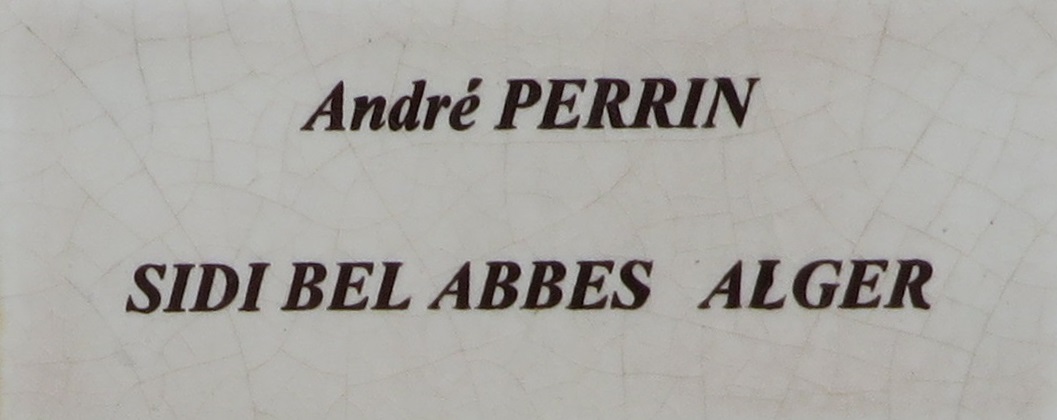 André PERRIN
SIDI BEL ABBES ALGER